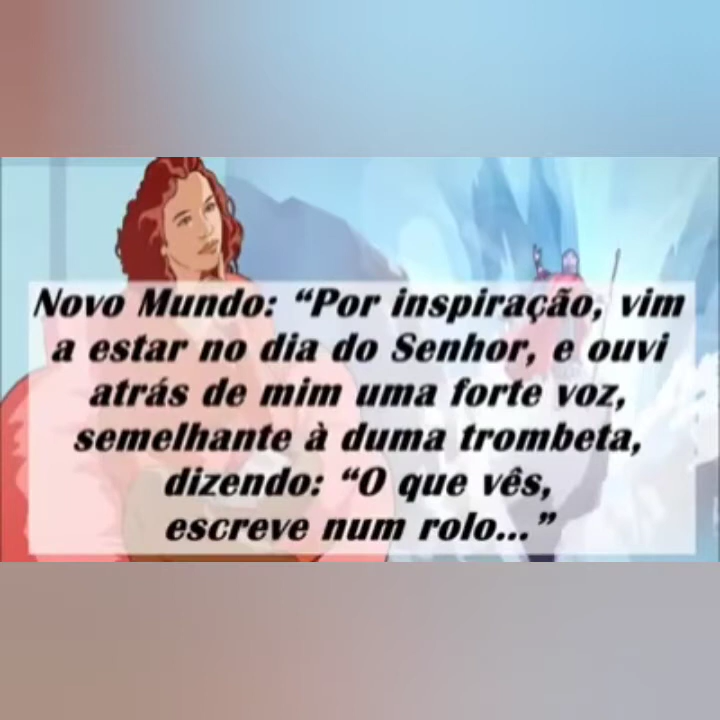 Novo Mundo: “Por inspiração, vim
a estar no dia do Senhor, e ouvi
atrás de mim uma forte voz,
semelhante à duma trombeta,
dizendo: “O que vês,
escreve num rolo...”